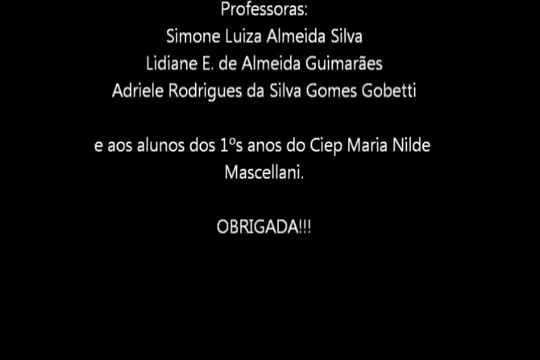 Professoras:
Simone Luiza Almeida Silva
Lidiane E. de Almeida Guimarães
Adriele Rodrigues da Silva Gomes Gobetti
e aos alunos dos 1ºs anos do Ciep Maria Nilde
Mascellani.
OBRIGADA!!!